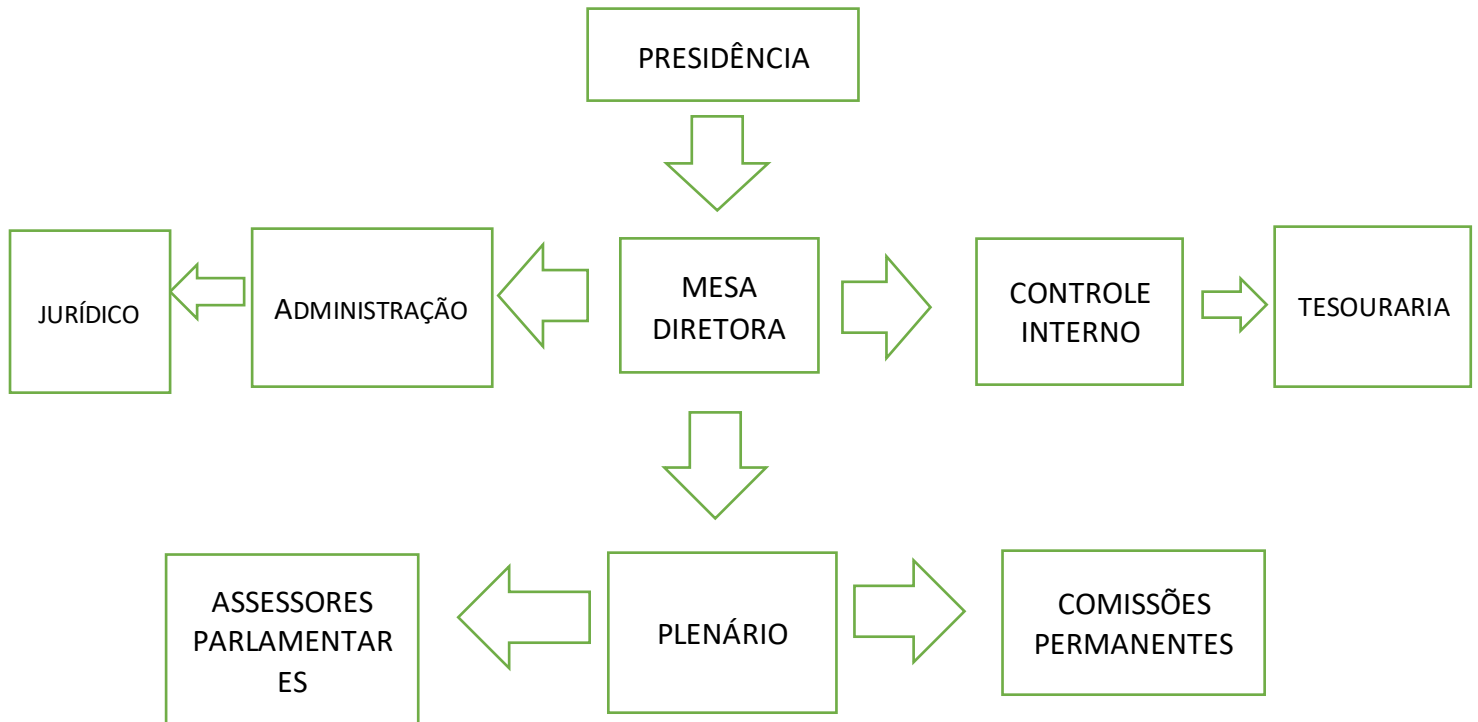 PRESIDÊNCIA
JURÍDICO
ADMINISTRAÇÃO
MESA
DIRETORA
CONTROLE
INTERNO
TESOURARIA
ASSESSORES
PARLAMENTAR
ES
PLENÁRIO
COMISSÕES
PERMANENTES